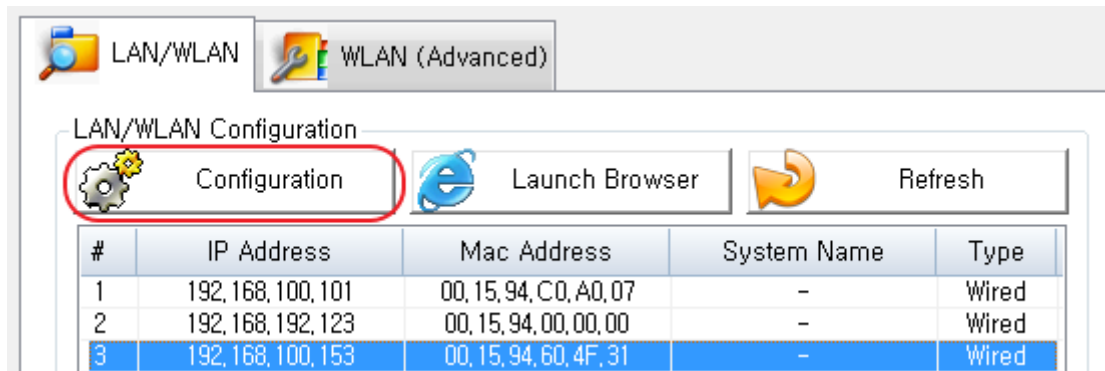 LAN/WLAN WLAN (Advanced)
LAN/WLAN Configuration
Configuration Launch Browser Refresh
# IP Address Mac Address System Name Type
1 192,168,100,101 00,15,94,C0,A0,07 - Wired
2 192,168,192,123 00,15,94,00,00,00 - Wired
3 192,168,100,153 00,15,94,60,4F,31 - Wired